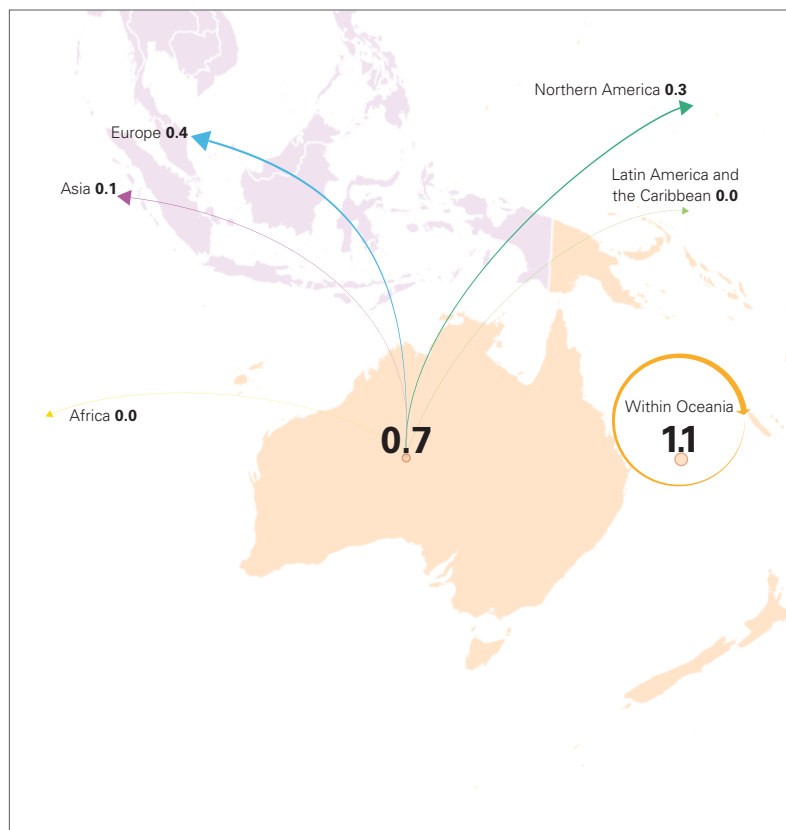 Northern America 0.3
Europe 0.4
Latin America and
the Caribbean 0.0
Asia 0.1
Within Oceania
Africa 0.0
0.7
1.1